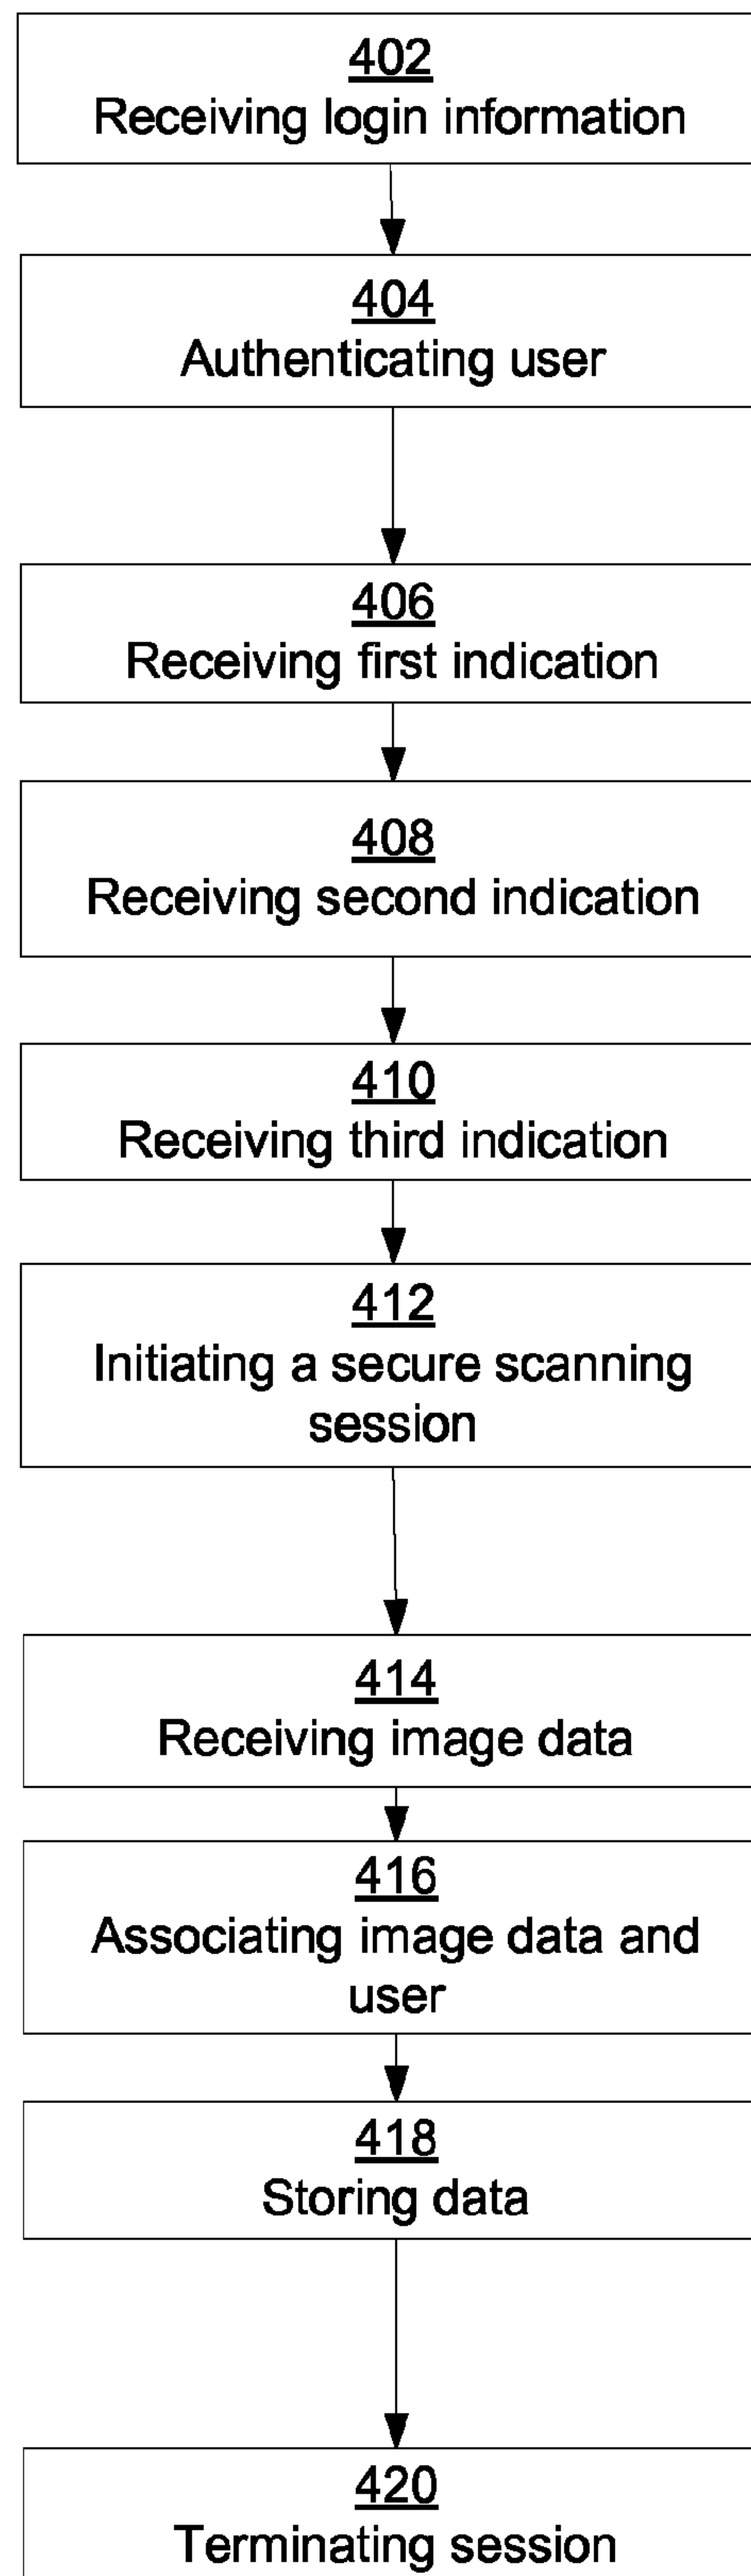 402
Receiving login information
404
Authenticating user
406
Receiving first indication
408
Receiving second indication
410
Receiving third indication
412
Initiating a secure scanning
session
414
Receiving image data
416
Associating image data and
user
418
Storing data
420
Terminating session